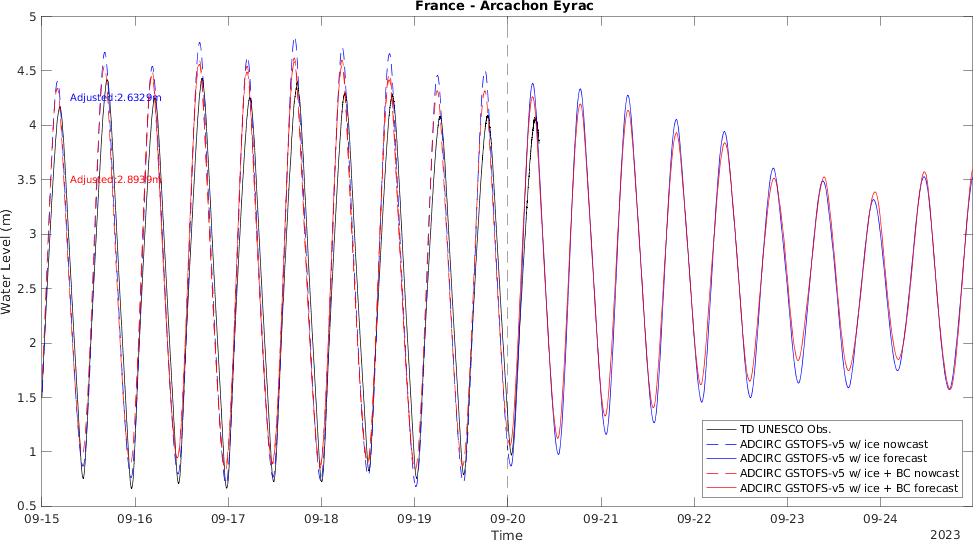 France - Arcachon Eyrac
5
4.5
Adjusted:2.6329m
4
3.5
Adjusted:2.8939m
3
Water Level (m)
2.5
2
1.5
1
0.5
TD UNESCO Obs.
ADCIRC GSTOFS-v5 w/ ice nowcast
ADCIRC GSTOFS-v5 w/ ice forecast
ADCIRC GSTOFS-v5 w/ ice + BC nowcast
ADCIRC GSTOFS-v5 w/ ice + BC forecast
09-15 09-16 09-17 09-18 09-19 09-20 09-21 09-22 09-23 09-24
Time
2023